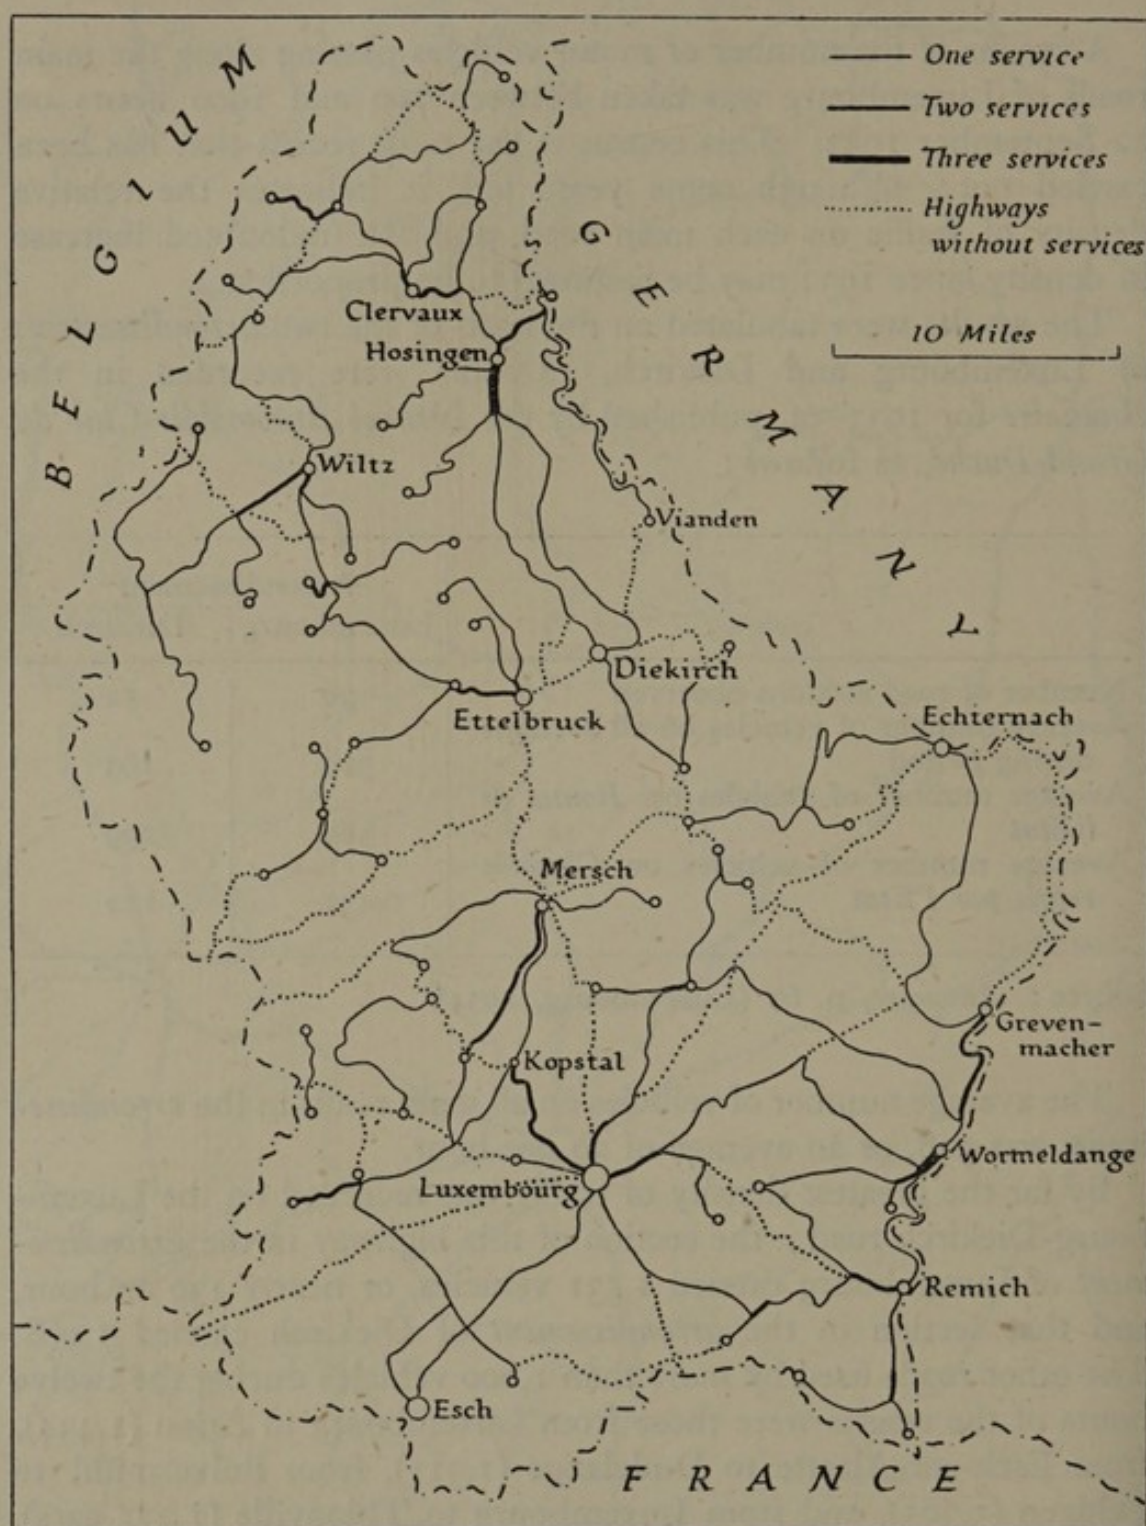 One service
Two services
Three services
Highways
without services
10 Miles
BELGIUM
GERMANY
Clervaux
Hosingen
Wiltz
Vianden
Diekirch
Ettelbruck
Echternach
Mersch
Greven-
macher
Kopstal
Wormeldange
Luxembourg
Remich
Esch
FRANCE